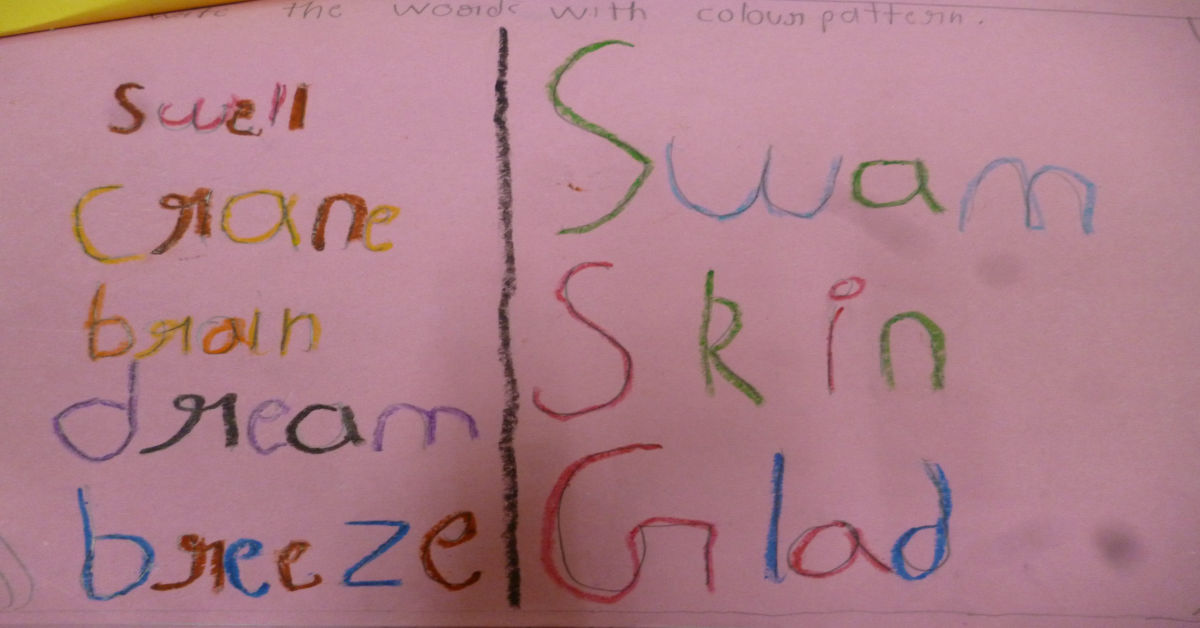 the words with colour pattern.
swell
crane
brain
dream
breeze
Swam
Skin
Glad